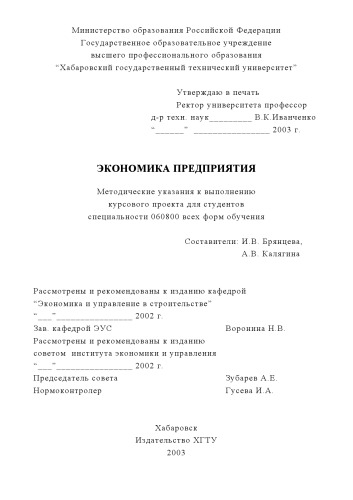 Министерство образования Российской Федерации
Государственное образовательное учреждение
высшего профессионального образования
“Хабаровский государственный технический университет”
Утверждаю в печать
Ректор университета профессор
д-р техн. наук_________ В.К.Иванченко
“______” ________________ 2003 г.
ЭКОНОМИКА ПРЕДПРИЯТИЯ
Методические указания к выполнению
курсового проекта для студентов
специальности 060800 всех форм обучения
Составители: И.В. Брянцева,
А.В. Калягина
Рассмотрены и рекомендованы к изданию кафедрой
“Экономика и управление в строительстве”
“___”________________ 2002 г.
Зав. кафедрой ЭУС Воронина Н.В.
Рассмотрены и рекомендованы к изданию
советом института экономики и управления
“___”________________ 2002 г.
Председатель совета Зубарев А.Е.
Нормоконтролер Гусева И.А.
Хабаровск
Издательство ХГТУ
2003